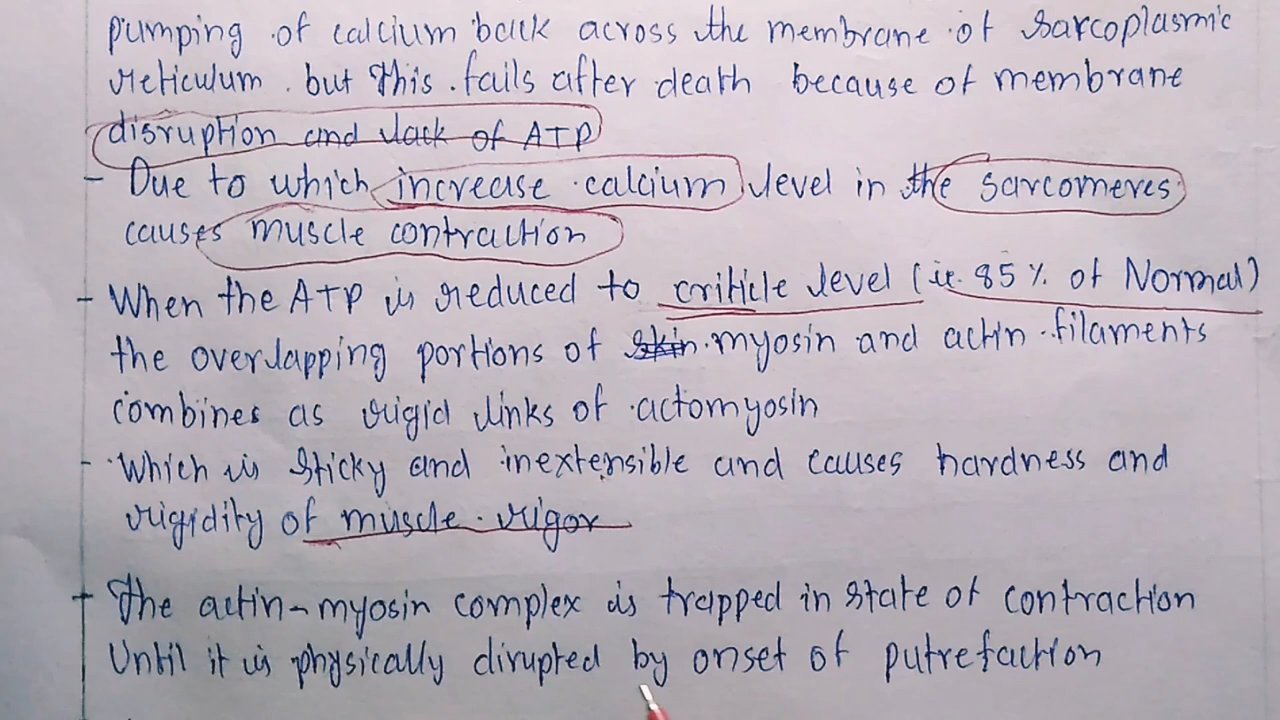 pumping of calcium back across the membrane of sarcoplasmic
reticulum. but this fails after death because of membrane
disruption and lack of ATP
- Due to which increase calcium level in the sarcomeres
causes muscle contraction
- When the ATP is reduced to criticle level (ie. 85% of Normal)
the overlapping portions of skin myosin and actin filaments
combines as rigid links of actomyosin
- Which is sticky and inextensible and causes hardness and
rigidity of muscle rigor
- The actin-myosin complex is trapped in state of contraction
Until it is physically dirupted by onset of putrefaction